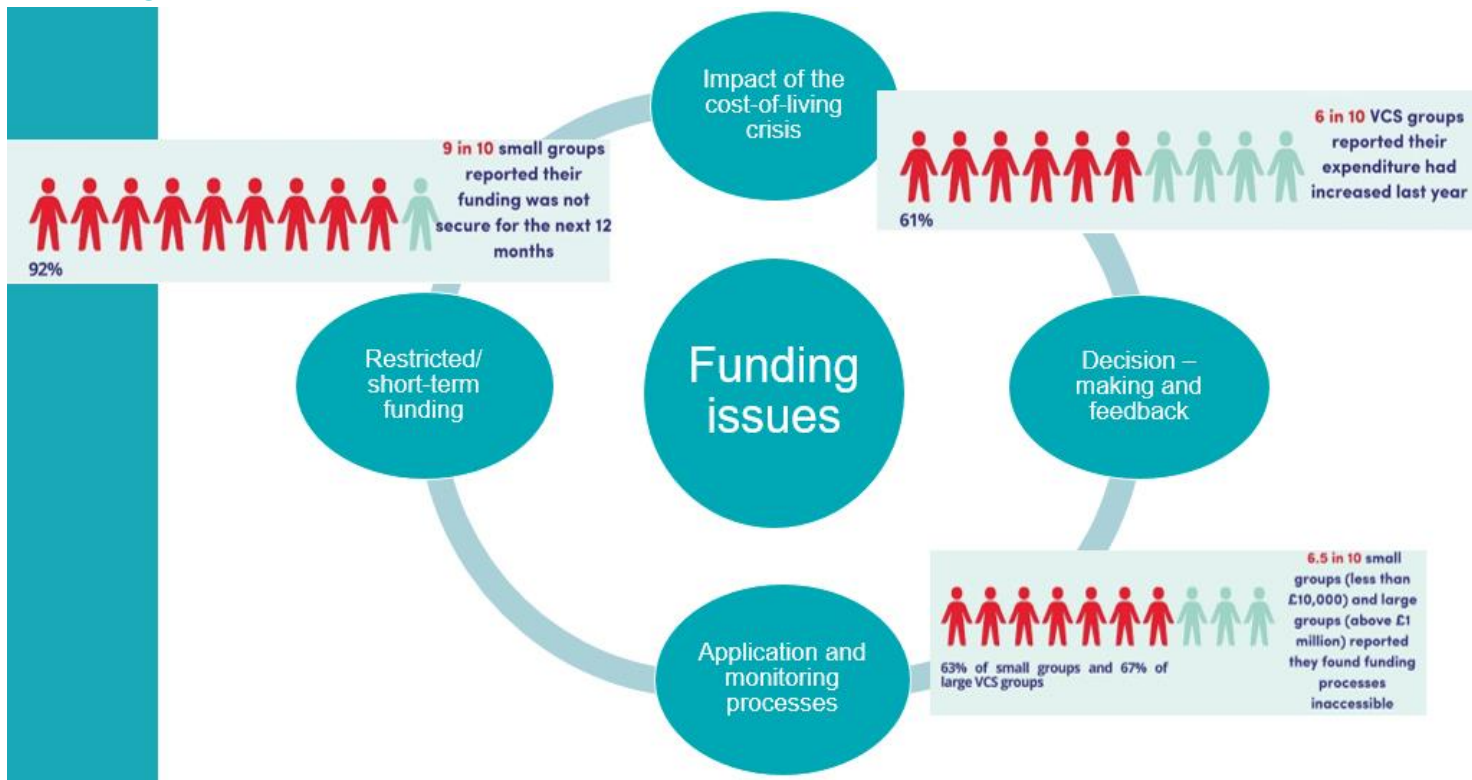 Impact of the
cost-of-living
crisis
9 in 10 small groups
reported their
funding was not
secure for the next 12
months
92%
6 in 10 VCS groups
reported their
expenditure had
increased last year
61%
Restricted/
short-term
funding
Funding
issues
Decision –
making and
feedback
Application and
monitoring
processes
6.5 in 10 small
groups (less than
£10,000) and large
groups (above £1
million) reported
they found funding
processes
inaccessible
63% of small groups and 67% of
large VCS groups